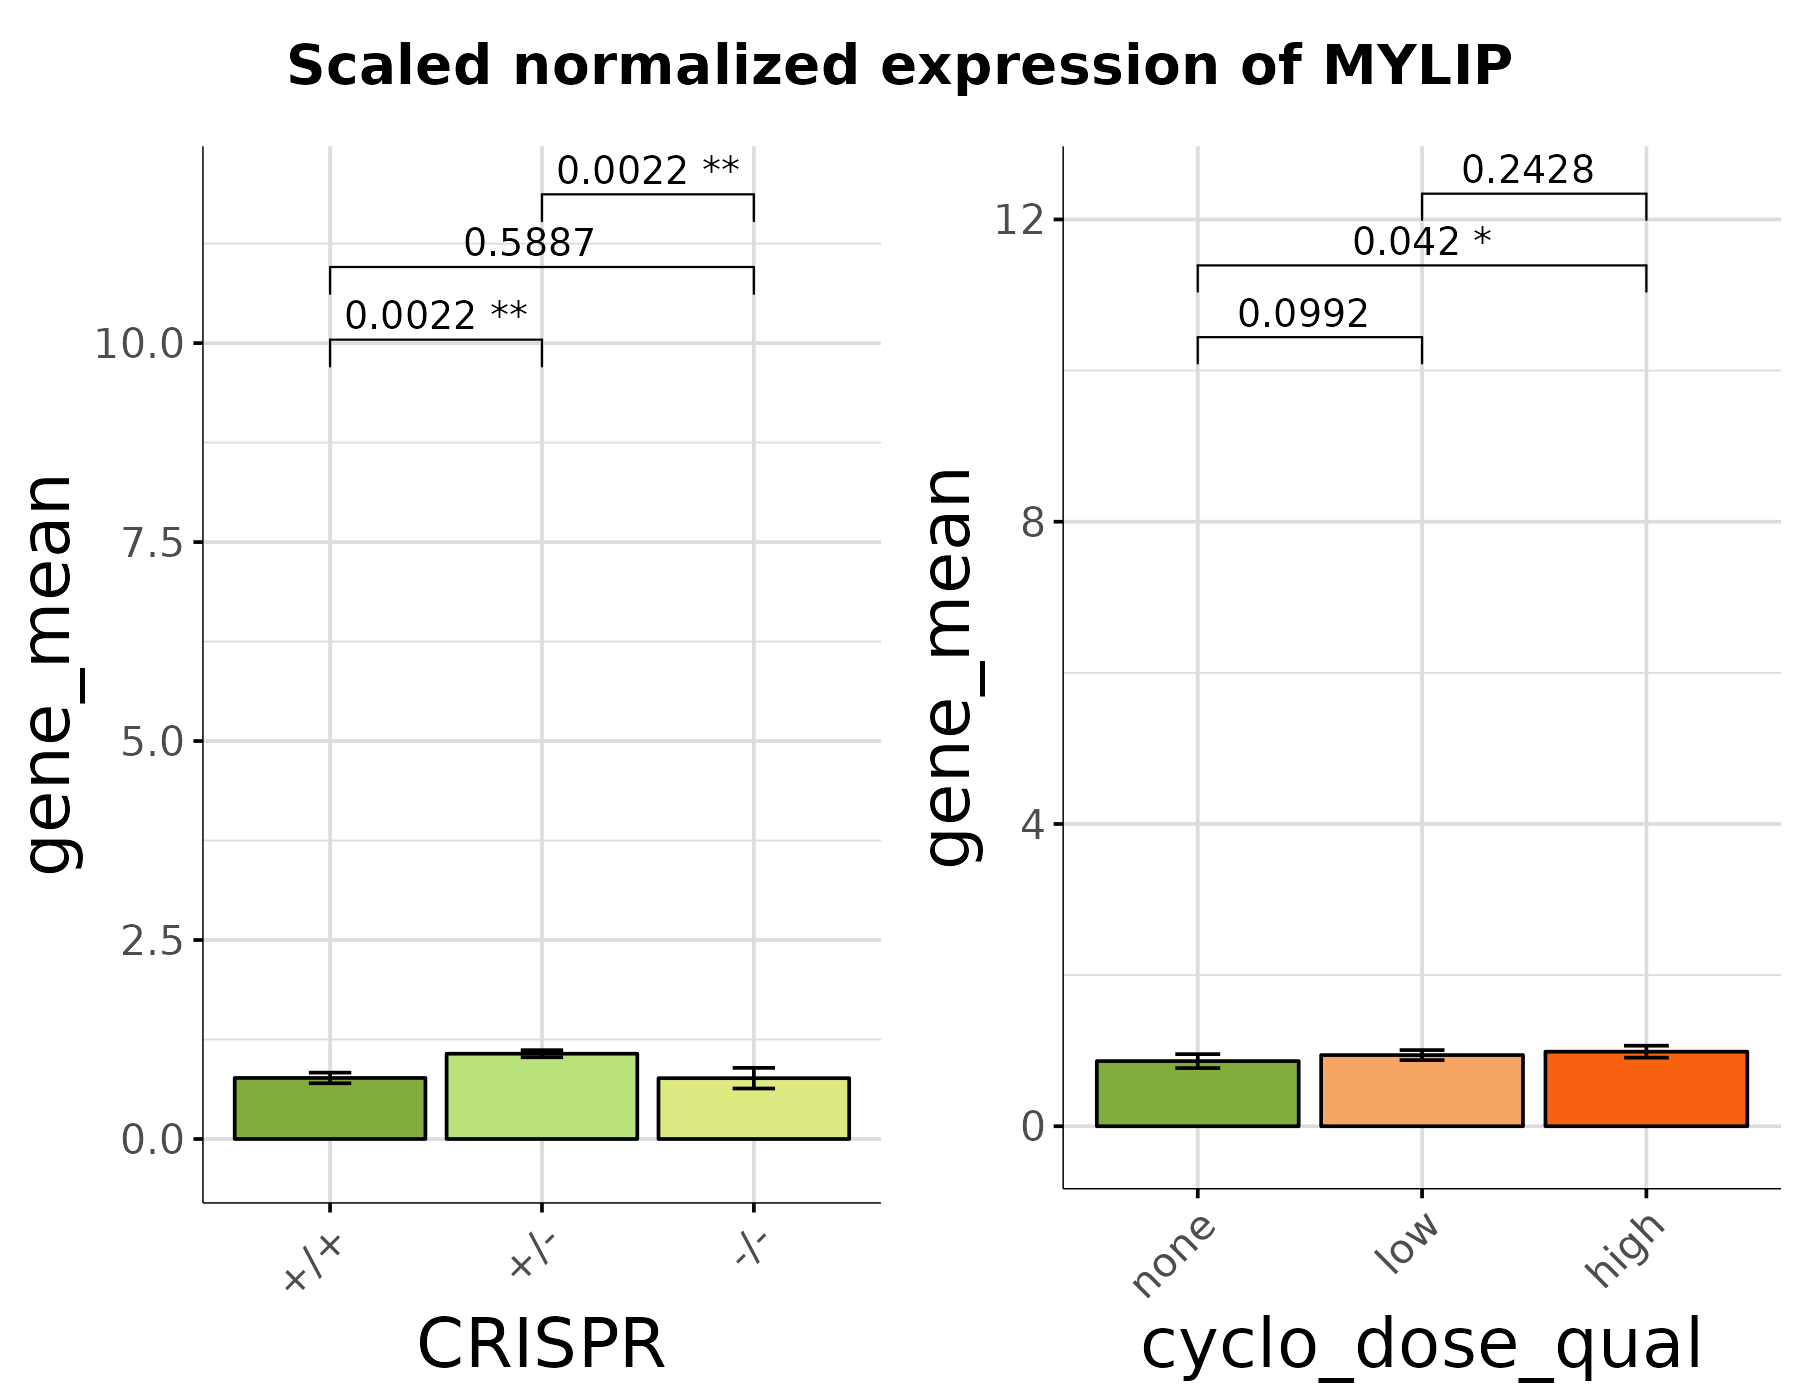 Scaled normalized expression of MYLIP
gene_mean
10.0
7.5
5.0
2.5
0.0
0.0022 **
0.5887
0.0022 **
+/+
+/-
-/-
CRISPR
gene_mean
12
8
4
0
0.2428
0.042 *
0.0992
none
low
high
cyclo_dose_qual